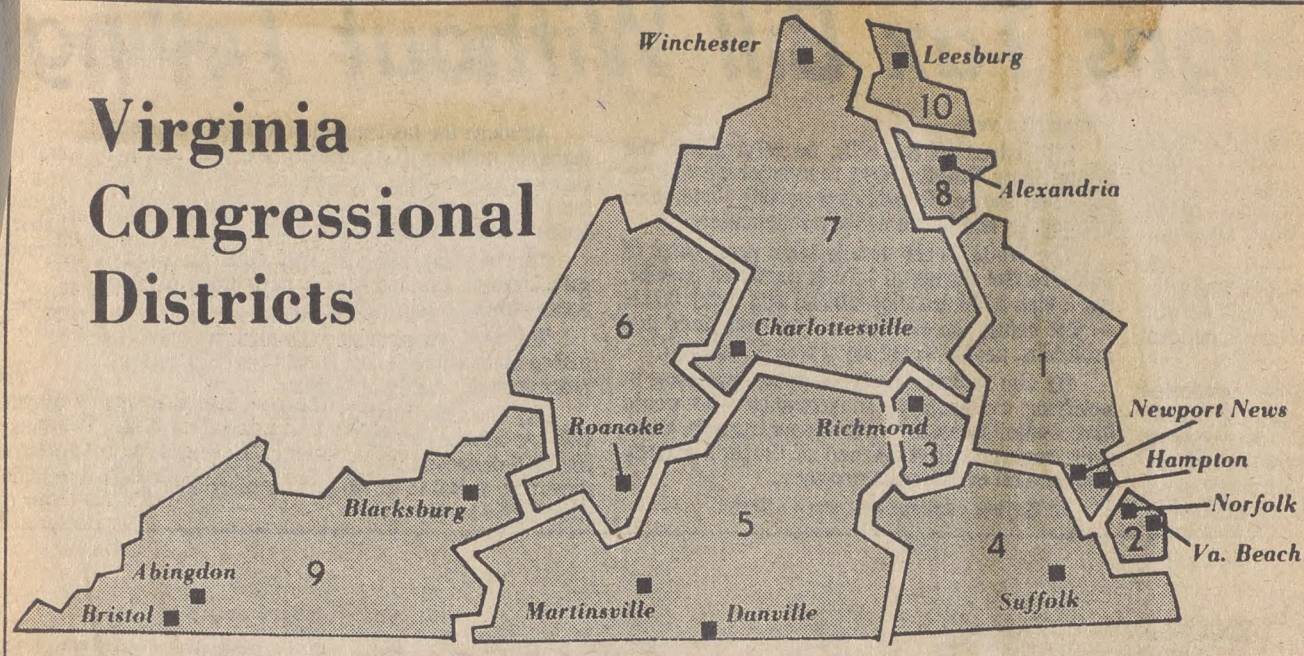 Virginia
Congressional
Districts
Winchester
Leesburg
10
8
Alexandria
7
6
Charlottesville
1
Newport News
Roanoke
Richmond
3
Hampton
Blacksburg
Norfolk
5
2
Va. Beach
4
9
Abingdon
Suffolk
Bristol
Martinsville
Danville